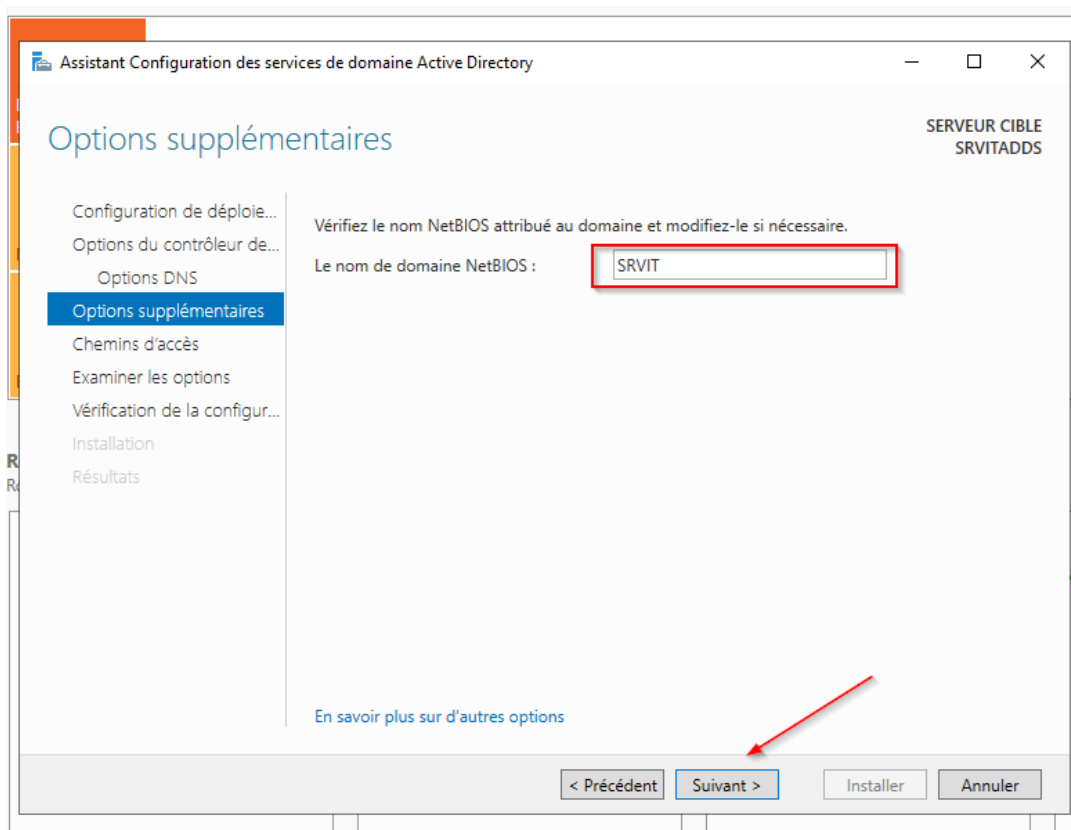 Assistant Configuration des services de domaine Active Directory
Options supplémentaires
SERVEUR CIBLE
SRVITADDS
Configuration de déploie...
Options du contrôleur de...
Options DNS
Options supplémentaires
Chemins d'accès
Examiner les options
Vérification de la configur...
Installation
Résultats
Vérifiez le nom NetBIOS attribué au domaine et modifiez-le si nécessaire.
Le nom de domaine NetBIOS : SRVIT
En savoir plus sur d'autres options
< Précédent Suivant > Installer Annuler